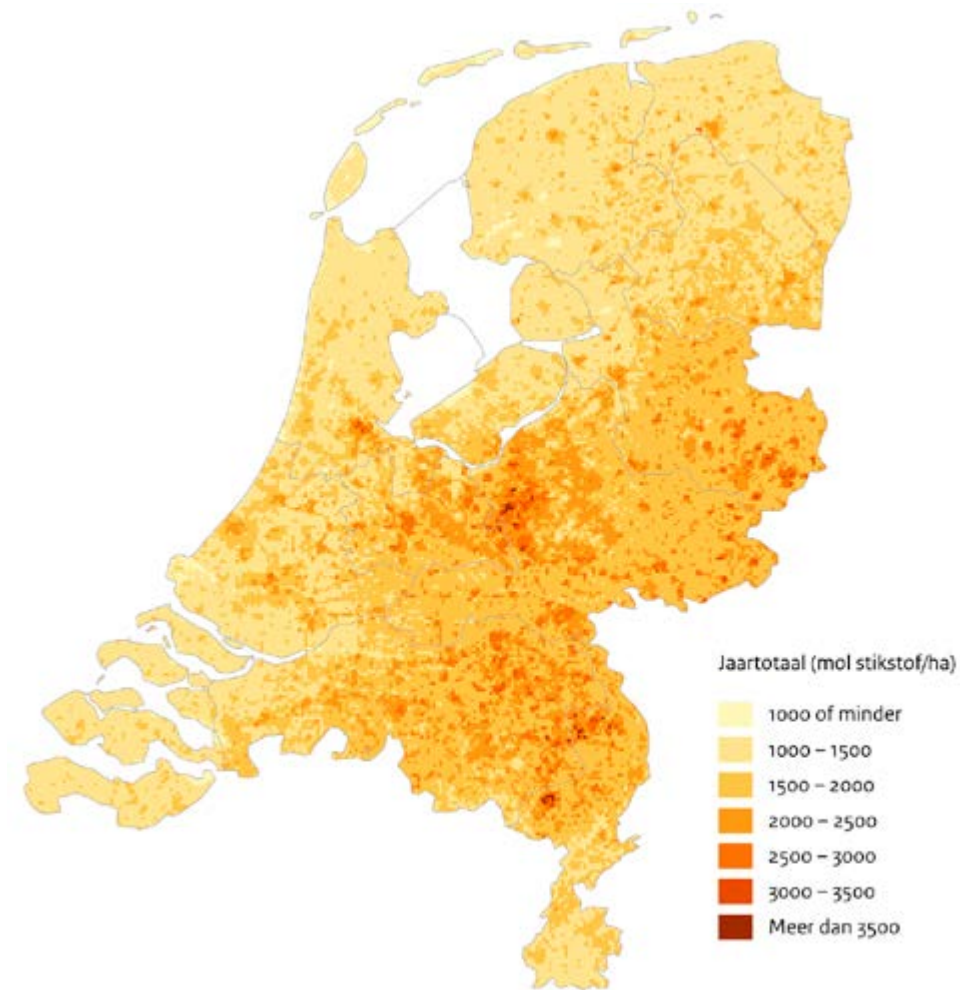 Jaartotaal (mol stikstof/ha)
1000 of minder
1000 – 1500
1500 – 2000
2000 – 2500
2500 – 3000
3000 – 3500
Meer dan 3500